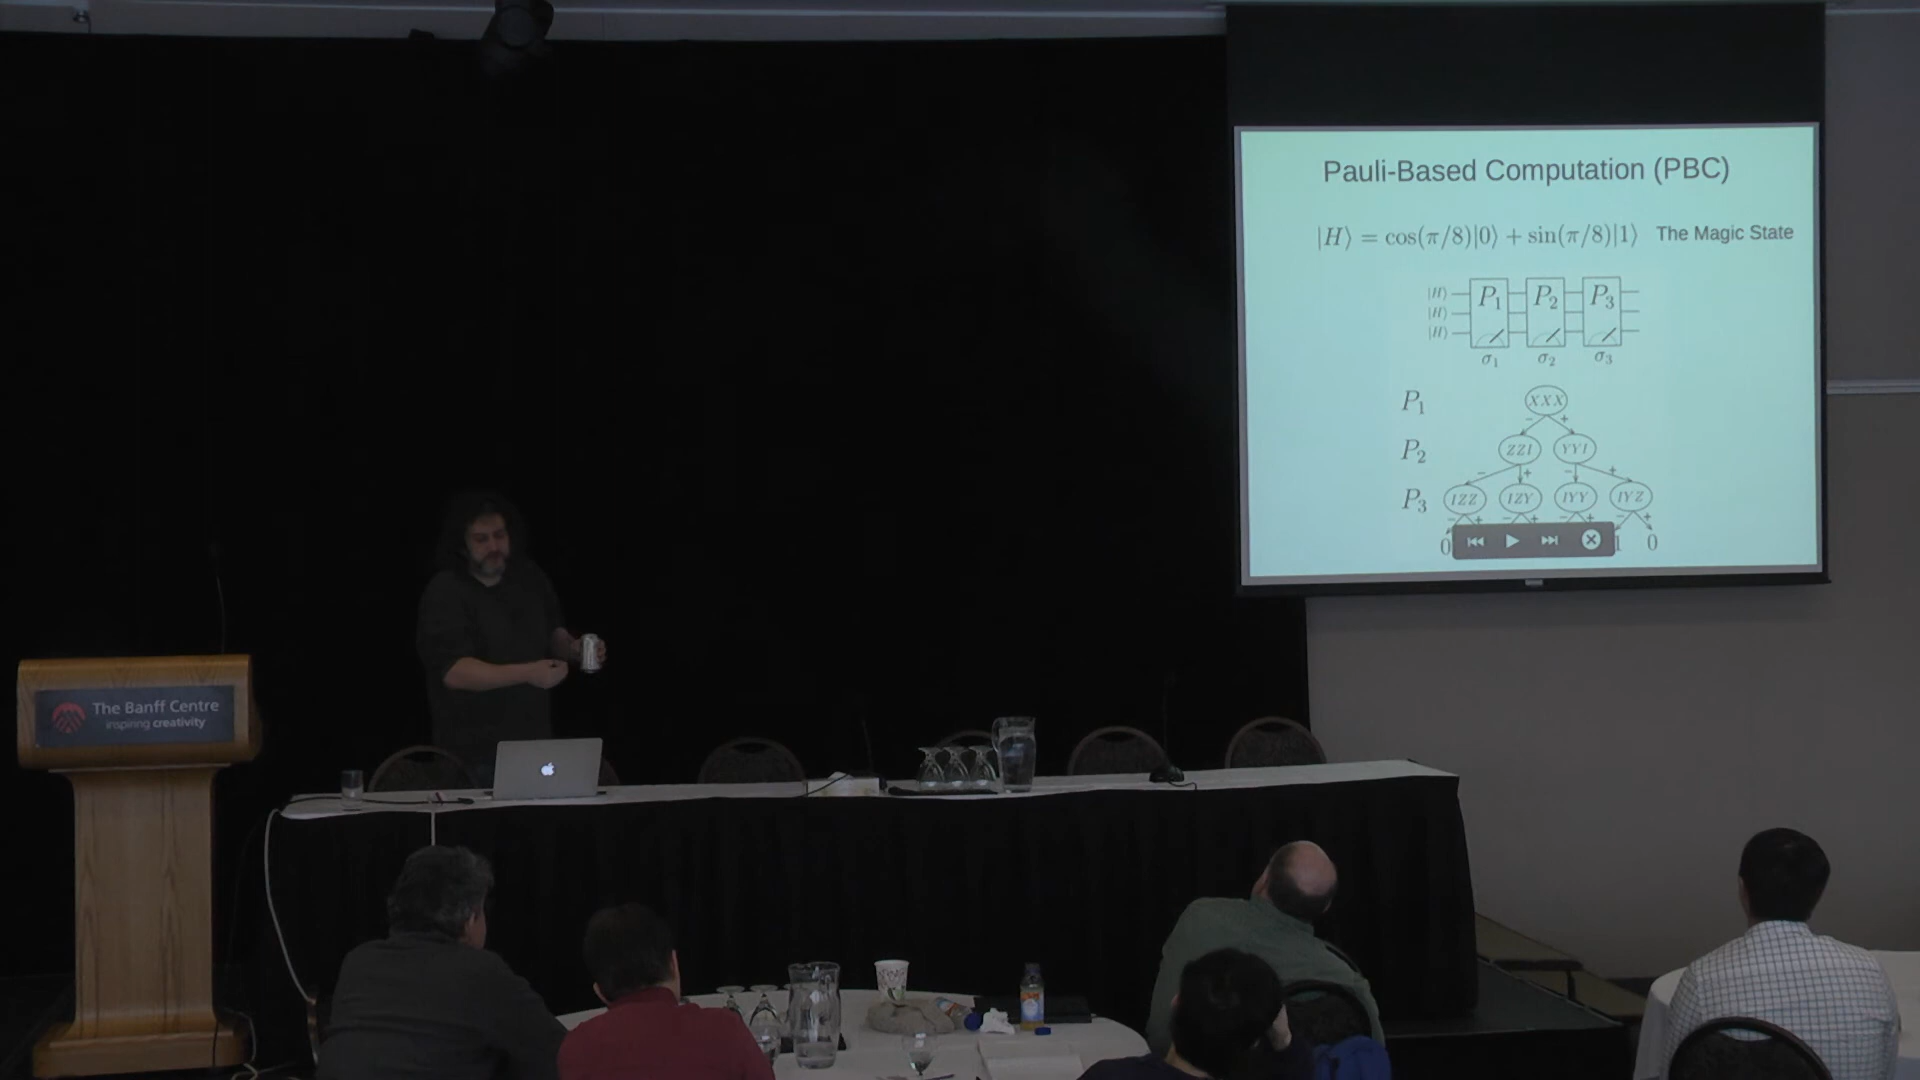 Pauli-Based Computation (PBC)
|H⟩ = cos(π/8)|0⟩ + sin(π/8)|1⟩ The Magic State
|H⟩
|H⟩
|H⟩
P₁ P₂ P₃
σ₁ σ₂ σ₃
P₁ XXX
− +
P₂ ZZI YYI
− + − +
P₃ IZZ IZY IYY IYZ
− + − + − + − +
0 1 0
The Banff Centre
inspiring creativity